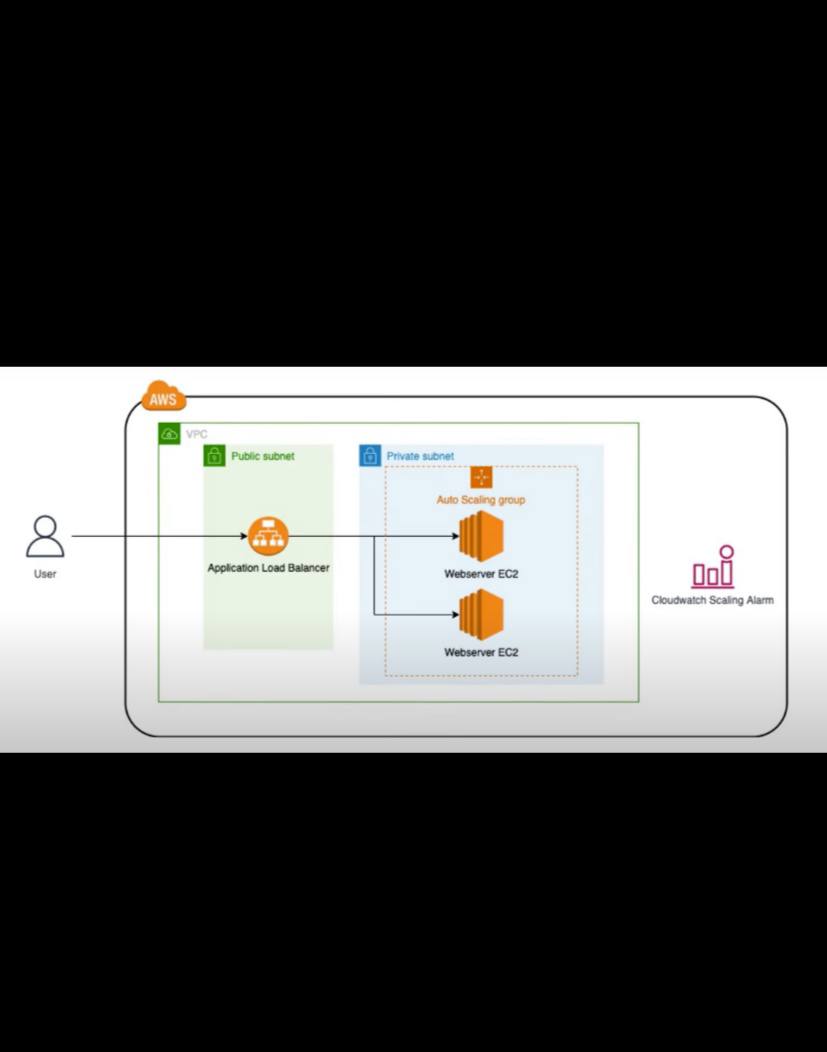 AWS
VPC
Public subnet
Private subnet
Auto Scaling group
User
Application Load Balancer
Webserver EC2
Cloudwatch Scaling Alarm
Webserver EC2